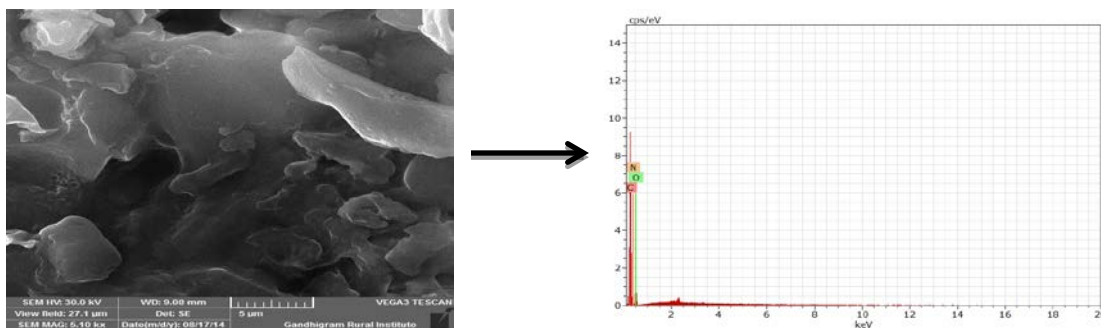 SEM HV: 30.0 kV WD: 9.08 mm VEGA3 TESCAN
View field: 27.1 µm Det: SE 5 µm
SEM MAG: 5.10 kx Date(m/d/y): 08/17/14 Gandhigram Rural Institute
cps/eV
14
12
10
8
N
O
6
C
4
2
0
2 4 6 8 10 12 14 16 18 20
keV